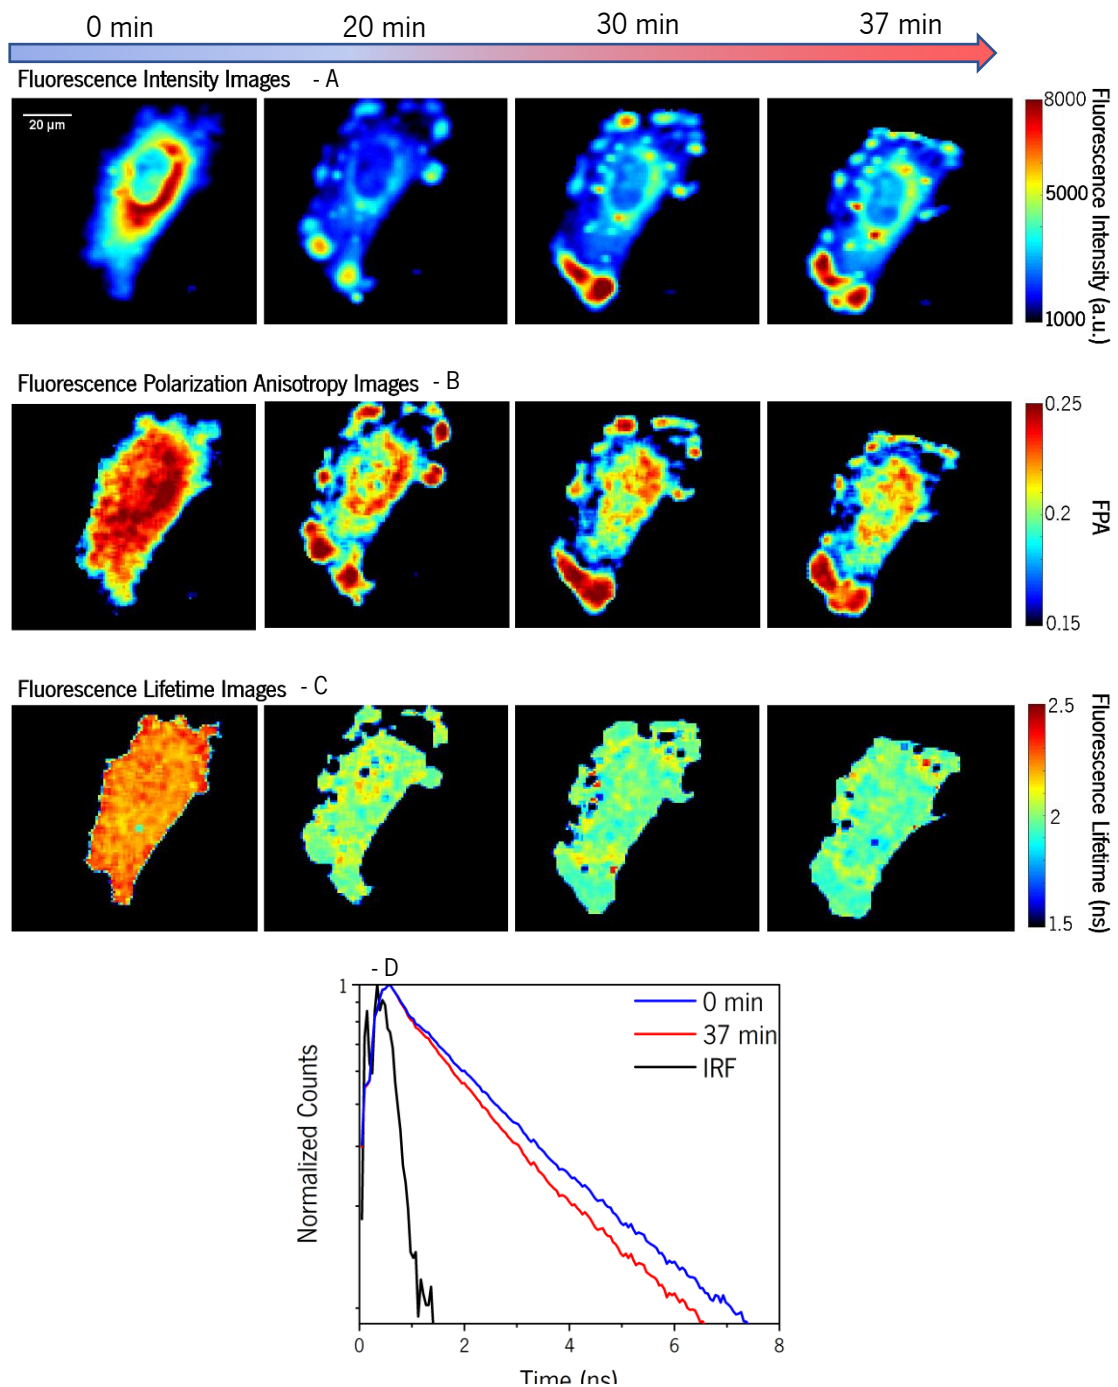 0 min 20 min 30 min 37 min
Fluorescence Intensity Images - A
20 µm
8000
5000
1000
Fluorescence Intensity (a.u.)
Fluorescence Polarization Anisotropy Images - B
0.25
0.2
0.15
FPA
Fluorescence Lifetime Images - C
2.5
2
1.5
Fluorescence Lifetime (ns)
- D
1
0 min
37 min
IRF
Normalized Counts
0 2 4 6 8
Time (ns)